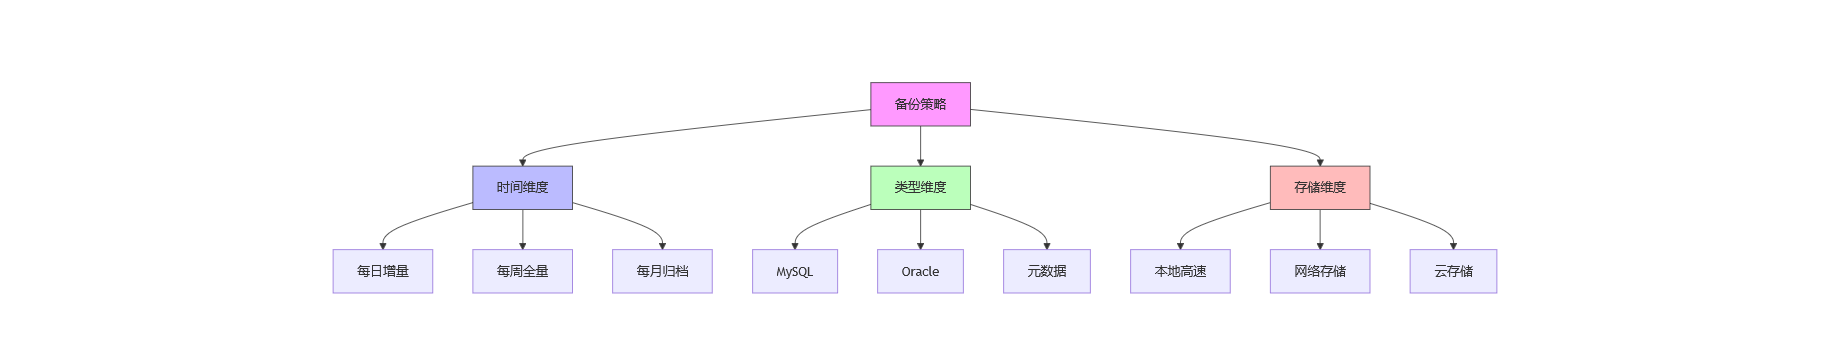 备份策略
时间维度
类型维度
存储维度
每日增量
每周全量
每月归档
MySQL
Oracle
元数据
本地高速
网络存储
云存储